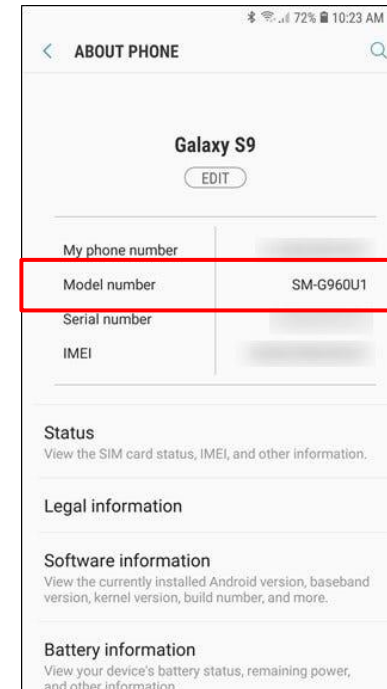 72% 10:23 AM
ABOUT PHONE
Galaxy S9
EDIT
My phone number
Model number SM-G960U1
Serial number
IMEI
Status
View the SIM card status, IMEI, and other information.
Legal information
Software information
View the currently installed Android version, baseband
version, kernel version, build number, and more.
Battery information
View your device's battery status, remaining power,
and other information.